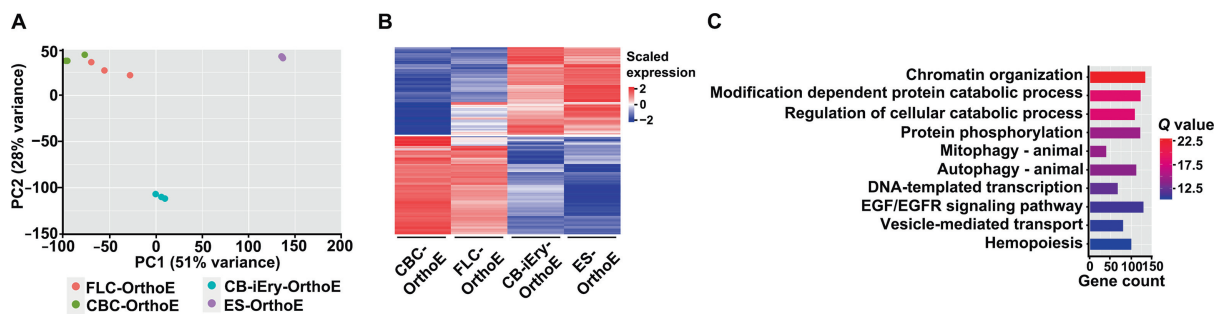 A
PC2 (28% variance)
50
0
−50
−100
−150
−100
−50
0
50
100
150
200
PC1 (51% variance)
FLC-OrthoE
CB-iEry-OrthoE
CBC-OrthoE
ES-OrthoE
B
Scaled
expression
2
0
−2
CBC-
OrthoE
FLC-
OrthoE
CB-iEry-
OrthoE
ES-
OrthoE
C
Chromatin organization
Modification dependent protein catabolic process
Regulation of cellular catabolic process
Protein phosphorylation
Mitophagy - animal
Autophagy - animal
DNA-templated transcription
EGF/EGFR signaling pathway
Vesicle-mediated transport
Hemopoiesis
0 50 100 150
Gene count
Q value
22.5
17.5
12.5